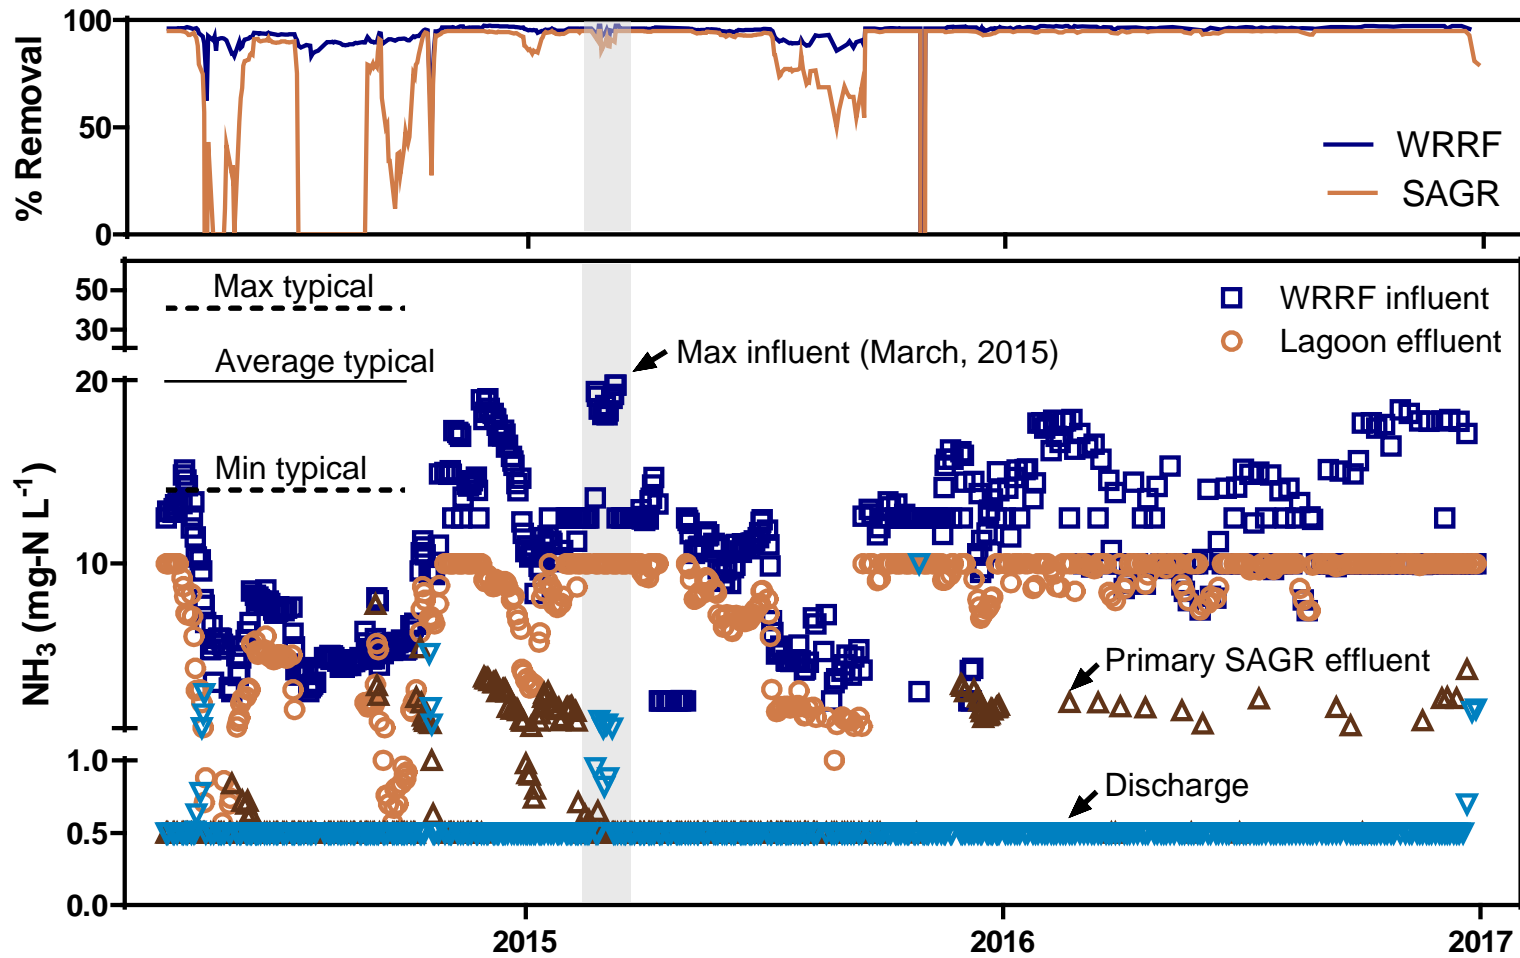 100
50
0
% Removal
WRRF
SAGR
50
30
20
10
1.0
0.5
0.0
NH3 (mg-N L-1)
Max typical
Average typical
Min typical
Max influent (March, 2015)
WRRF influent
Lagoon effluent
Primary SAGR effluent
Discharge
2015
2016
2017